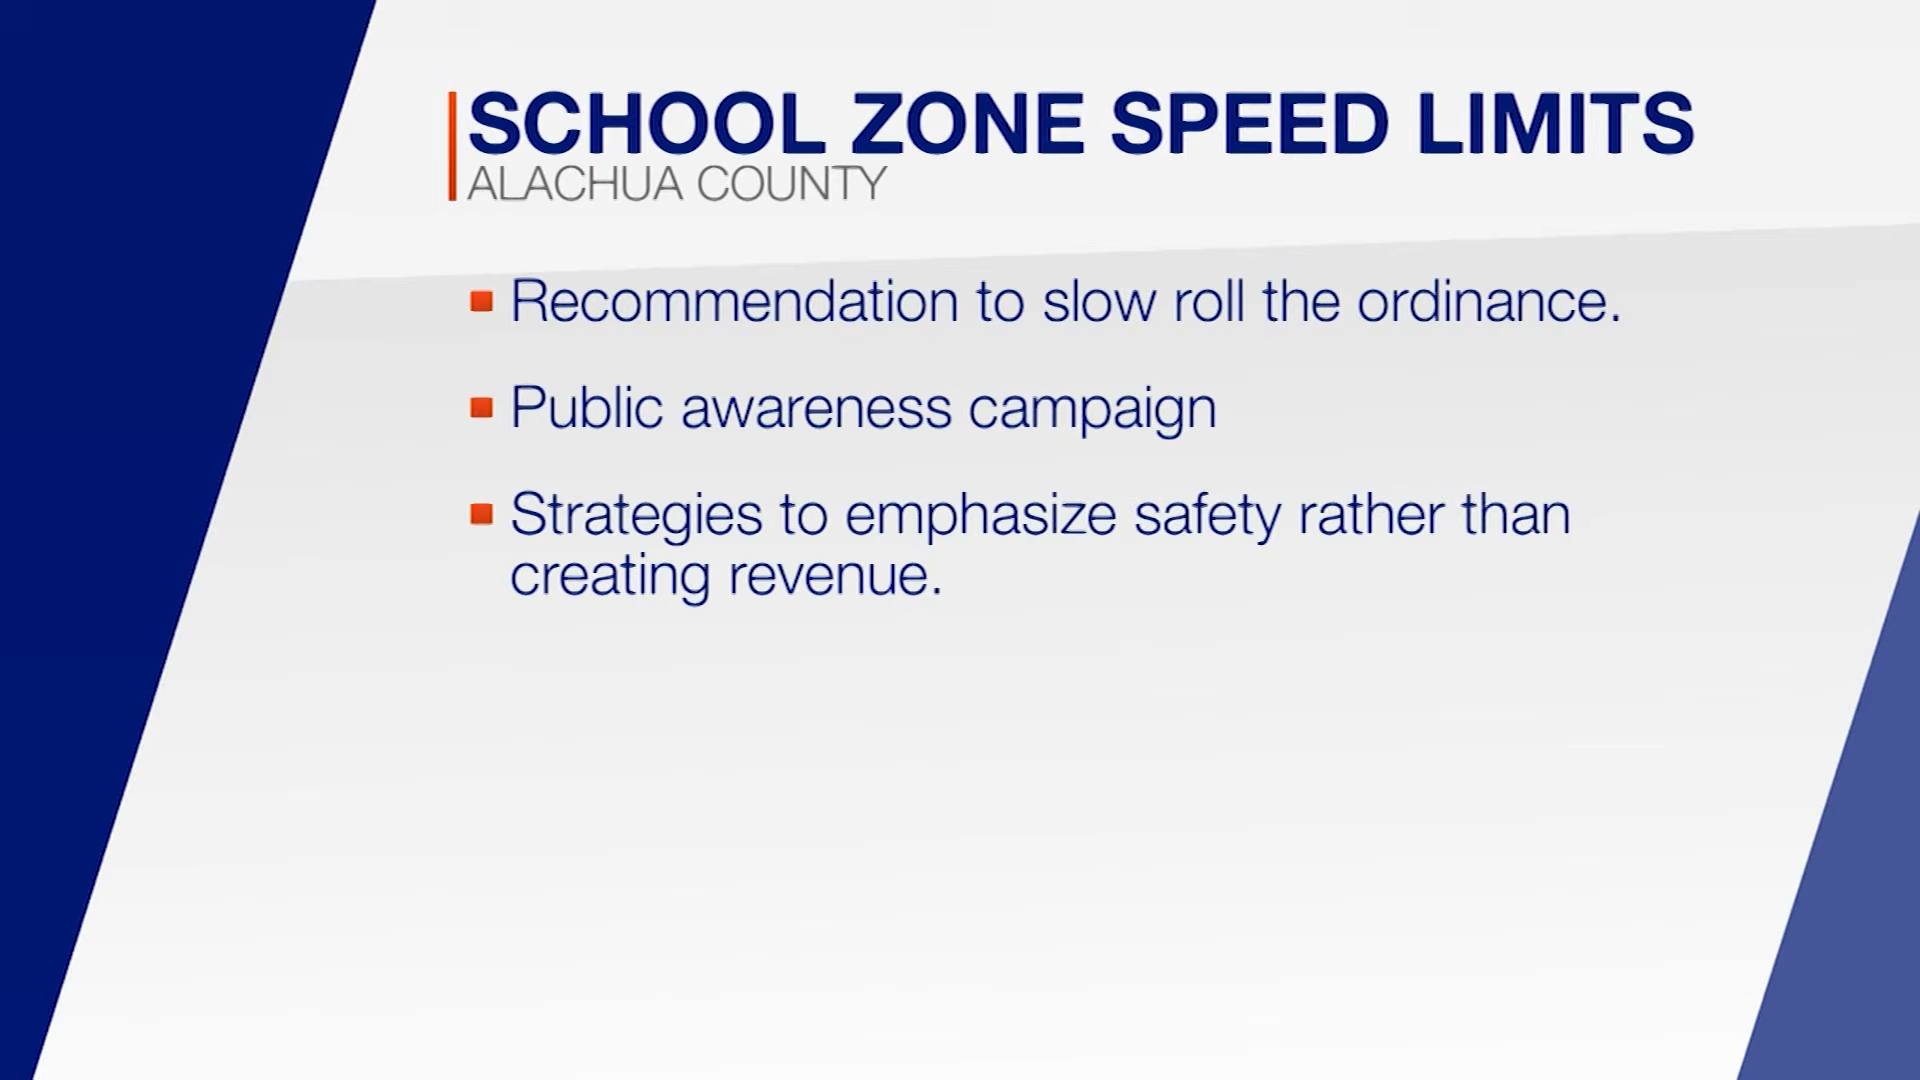 SCHOOL ZONE SPEED LIMITS
ALACHUA COUNTY
Recommendation to slow roll the ordinance.
Public awareness campaign
Strategies to emphasize safety rather than
creating revenue.